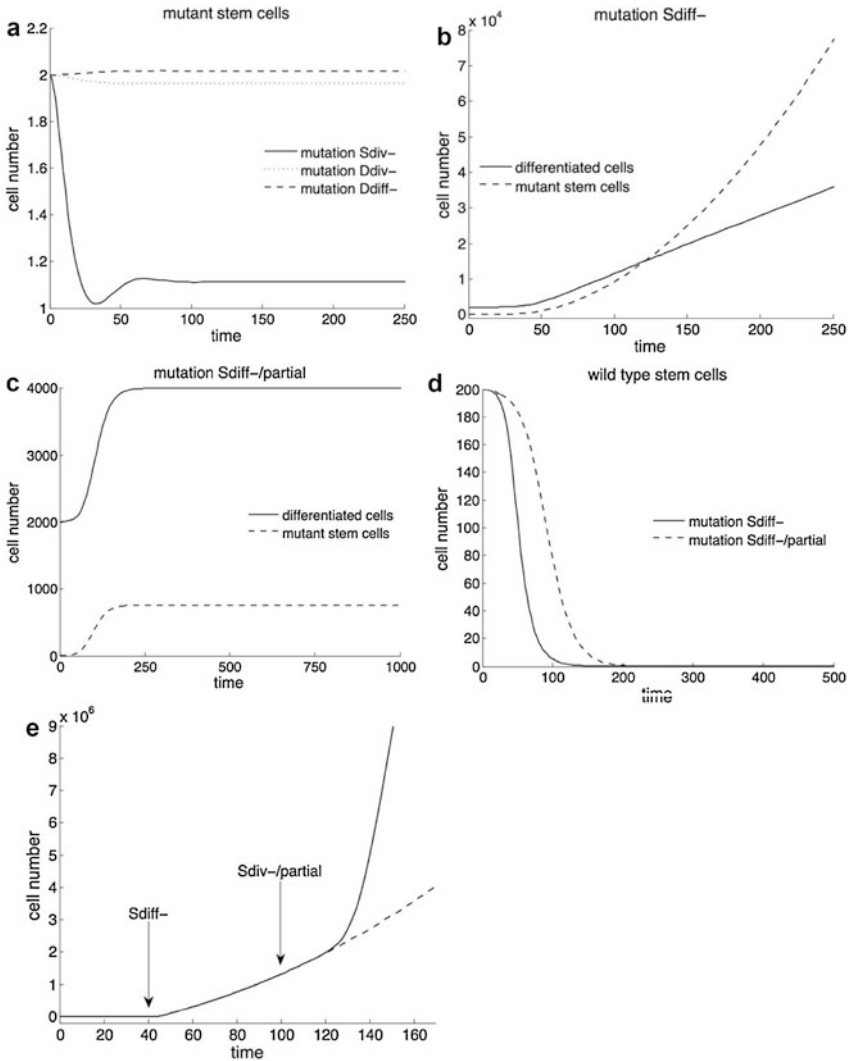 a
mutant stem cells
2.2
2
1.8
1.6
1.4
1.2
1
cell number
mutation Sdiv–
mutation Ddiv–
mutation Ddiff–
0 50 100 150 200 250
time
b
x 10⁴
mutation Sdiff–
8
7
6
5
4
3
2
1
0
cell number
differentiated cells
mutant stem cells
0 50 100 150 200 250
time
c
mutation Sdiff–/partial
4000
3000
2000
1000
0
cell number
differentiated cells
mutant stem cells
0 250 500 750 1000
time
d
wild type stem cells
200
180
160
140
120
100
80
60
40
20
0
cell number
mutation Sdiff–
mutation Sdiff–/partial
0 100 200 300 400 500
time
e
x 10⁶
9
8
7
6
5
4
3
2
1
0
cell number
Sdiff–
Sdiv–/partial
0 20 40 60 80 100 120 140 160
time